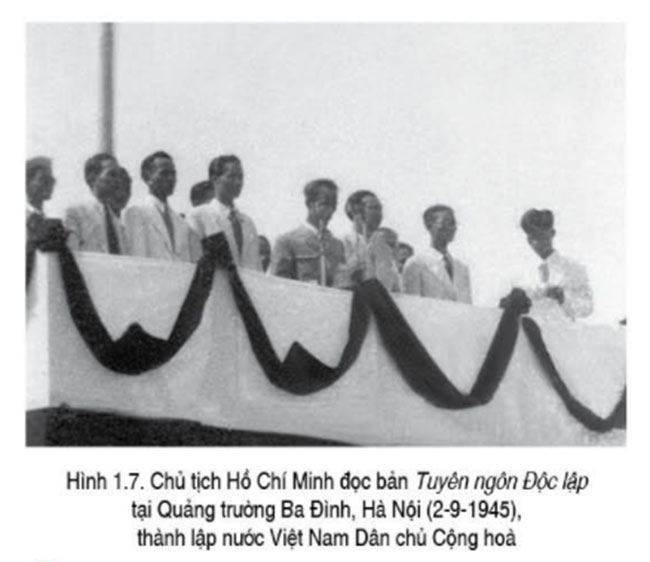 Hình 1.7. Chủ tịch Hồ Chí Minh đọc bản Tuyên ngôn Độc lập
tại Quảng trường Ba Đình, Hà Nội (2-9-1945),
thành lập nước Việt Nam Dân chủ Cộng hoà